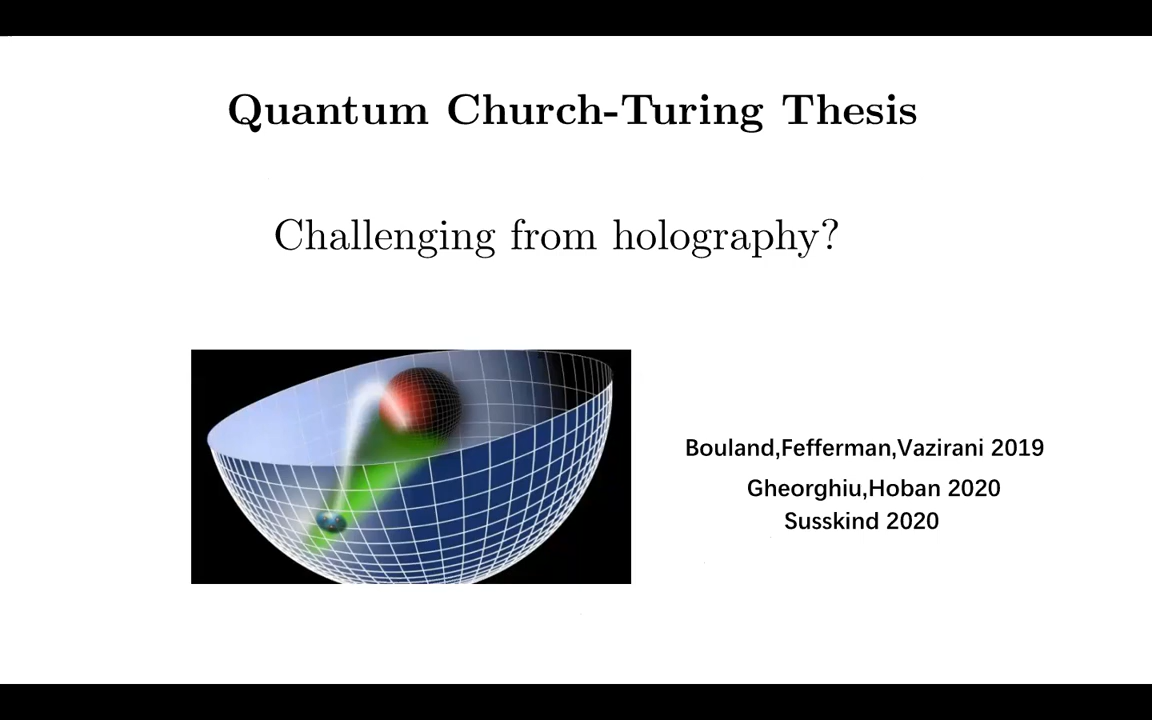 Quantum Church-Turing Thesis
Challenging from holography?
Bouland,Fefferman,Vazirani 2019
Gheorghiu,Hoban 2020
Susskind 2020